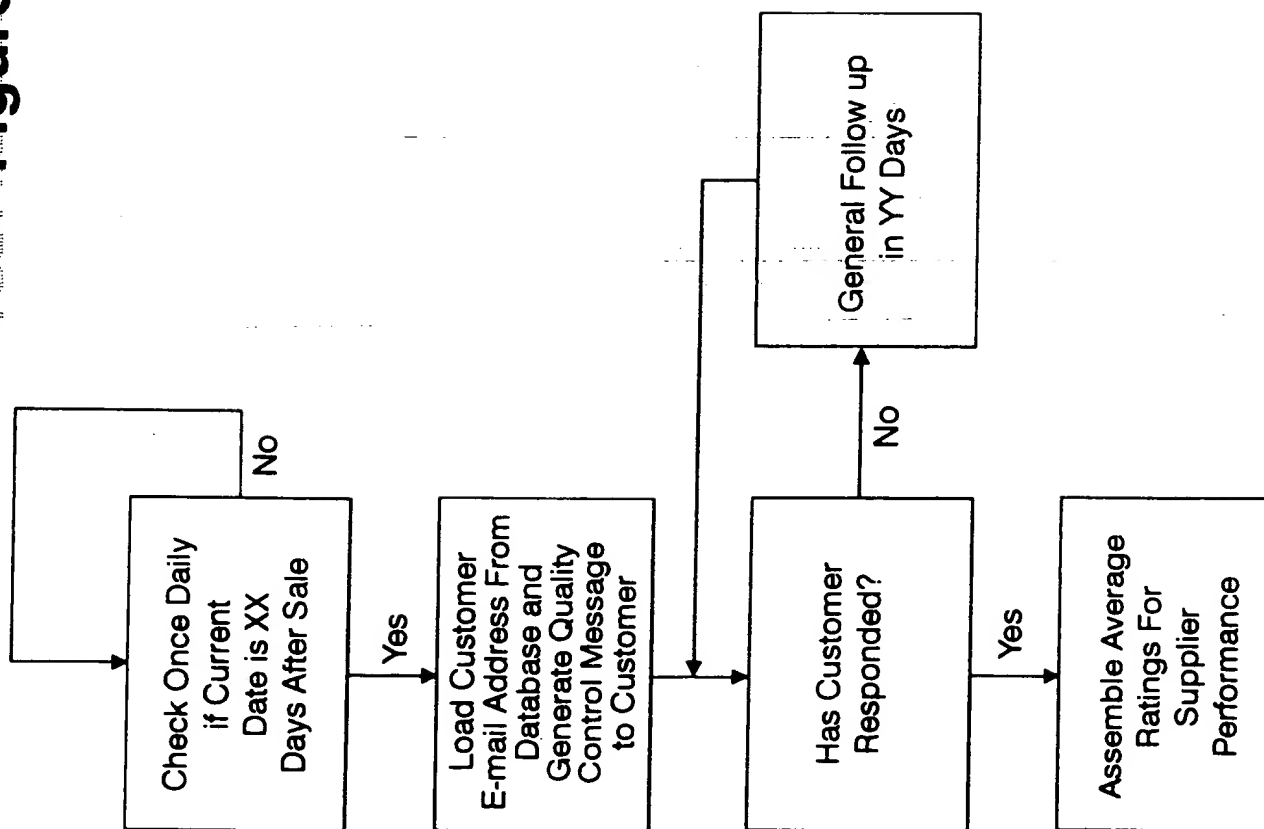 Check Once Daily
if Current
Date is XX
Days After Sale
No
Yes
Load Customer
E-mail Address From
Database and
Generate Quality
Control Message
to Customer
Has Customer
Responded?
No
General Follow up
in YY Days
Yes
Assemble Average
Ratings For
Supplier
Performance